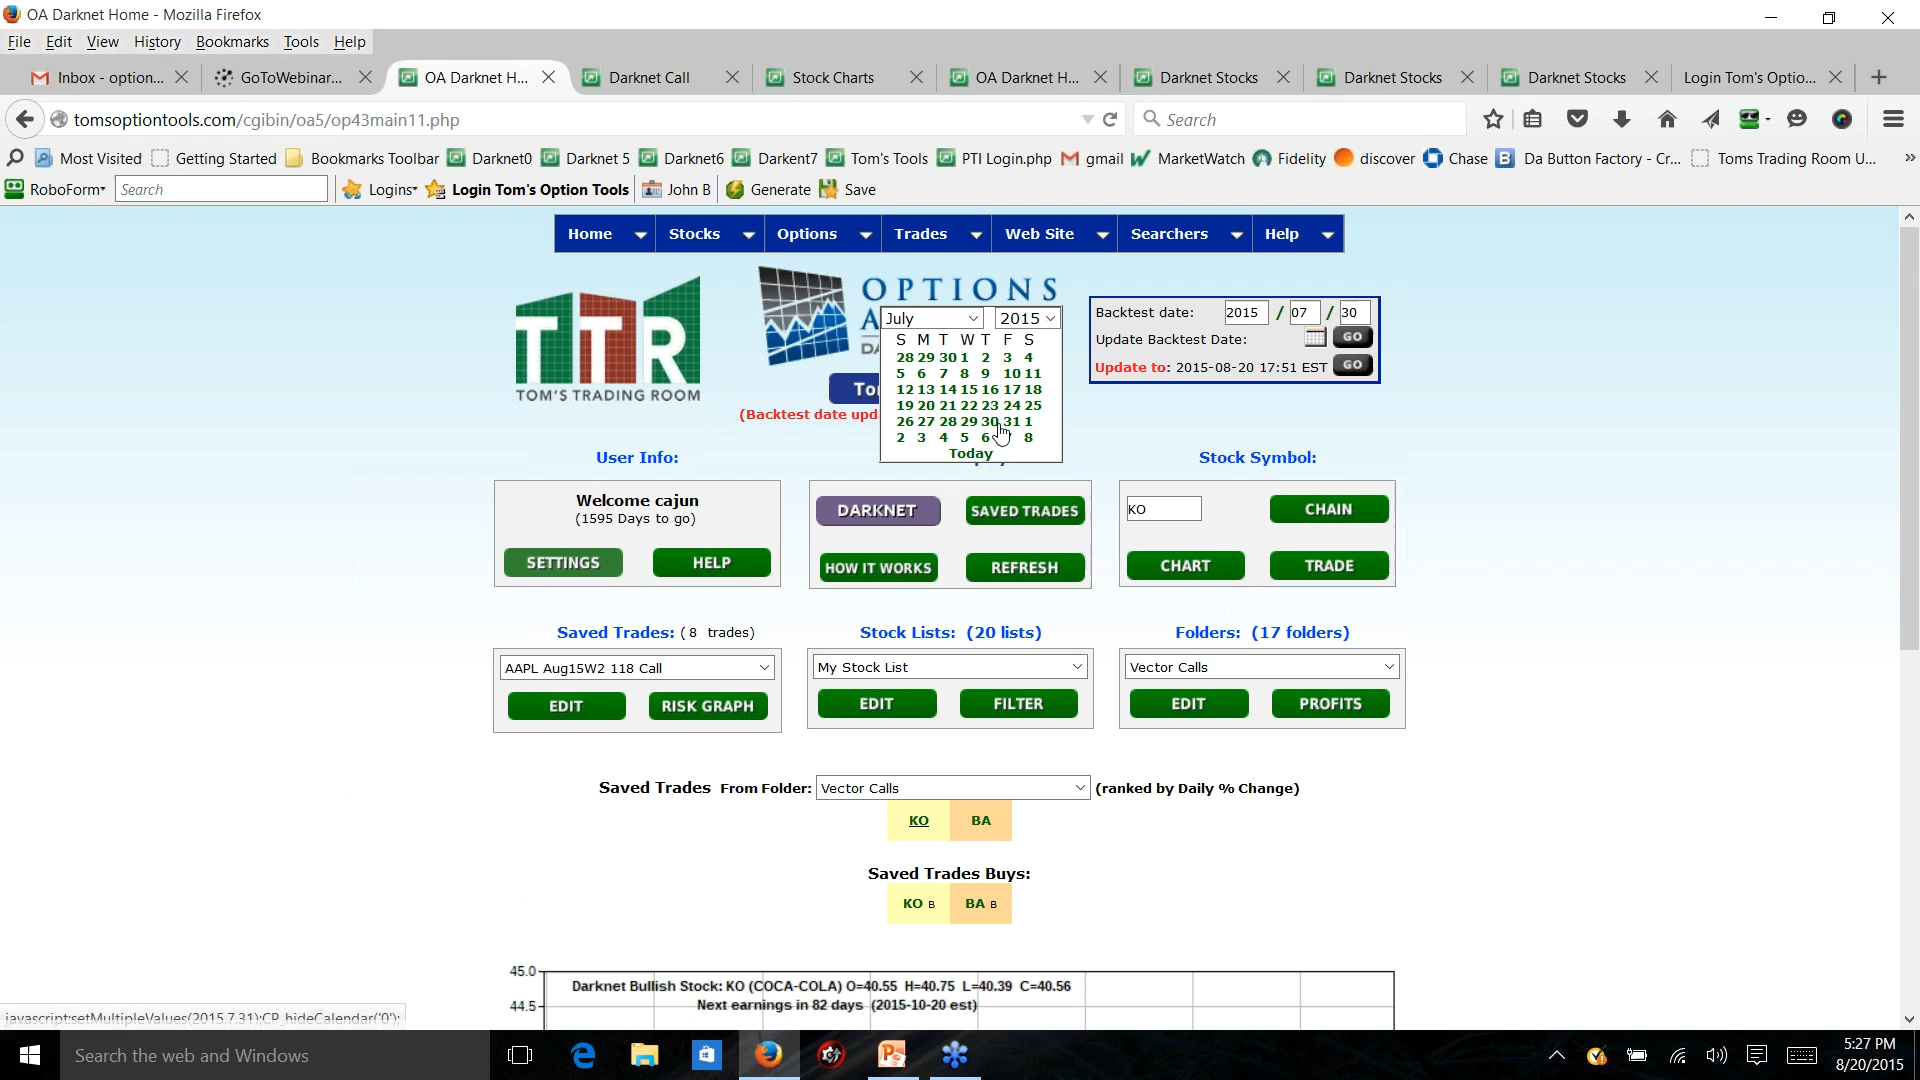 OA Darknet Home - Mozilla Firefox
File Edit View History Bookmarks Tools Help
Inbox - option... GoToWebinar... OA Darknet H... Darknet Call Stock Charts OA Darknet H... Darknet Stocks Darknet Stocks Darknet Stocks Login Tom's Optio...
tomsoptiontools.com/cgibin/oa5/op43main11.php Search
Most Visited Getting Started Bookmarks Toolbar Darknet0 Darknet 5 Darknet6 Darkent7 Tom's Tools PTI Login.php gmail MarketWatch Fidelity discover Chase Da Button Factory - Cr... Toms Trading Room U... »
RoboForm Search Logins Login Tom's Option Tools John B Generate Save
Home Stocks Options Trades Web Site Searchers Help
TTR
TOM'S TRADING ROOM
OPTIONS
Backtest date: 2015 / 07 / 30
Update Backtest Date: GO
Update to: 2015-08-20 17:51 EST GO
July 2015
S M T W T F S
28 29 30 1 2 3 4
5 6 7 8 9 10 11
12 13 14 15 16 17 18
19 20 21 22 23 24 25
26 27 28 29 30 31 1
2 3 4 5 6 8
Today
(Backtest date upd
User Info: Stock Symbol:
Welcome cajun
(1595 Days to go)
SETTINGS HELP
DARKNET SAVED TRADES
HOW IT WORKS REFRESH
KO CHAIN
CHART TRADE
Saved Trades: ( 8 trades) Stock Lists: (20 lists) Folders: (17 folders)
AAPL Aug15W2 118 Call My Stock List Vector Calls
EDIT RISK GRAPH EDIT FILTER EDIT PROFITS
Saved Trades From Folder: Vector Calls (ranked by Daily % Change)
KO BA
Saved Trades Buys:
KO B BA B
45.0
Darknet Bullish Stock: KO (COCA-COLA) O=40.55 H=40.75 L=40.39 C=40.56
44.5
Next earnings in 82 days (2015-10-20 est)
javascript:setMultipleValues(2015,7,31);CP_hideCalendar('0');
Search the web and Windows
5:27 PM
8/20/2015